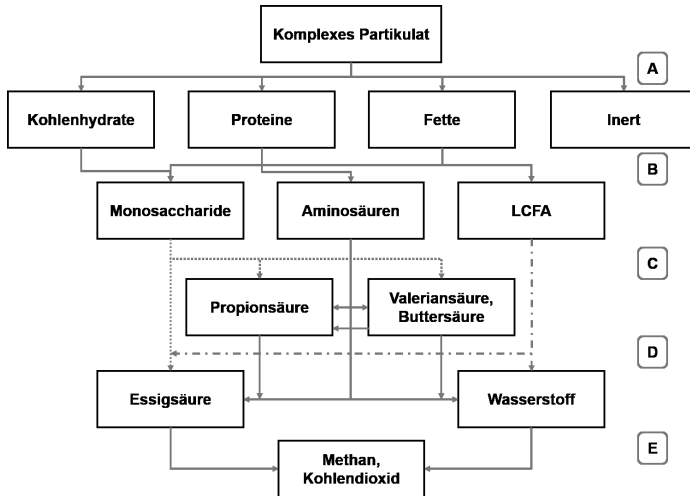 Komplexes Partikulat
A
Kohlenhydrate
Proteine
Fette
Inert
B
Monosaccharide
Aminosäuren
LCFA
C
Propionsäure
Valeriansäure,
Buttersäure
D
Essigsäure
Wasserstoff
E
Methan,
Kohlendioxid